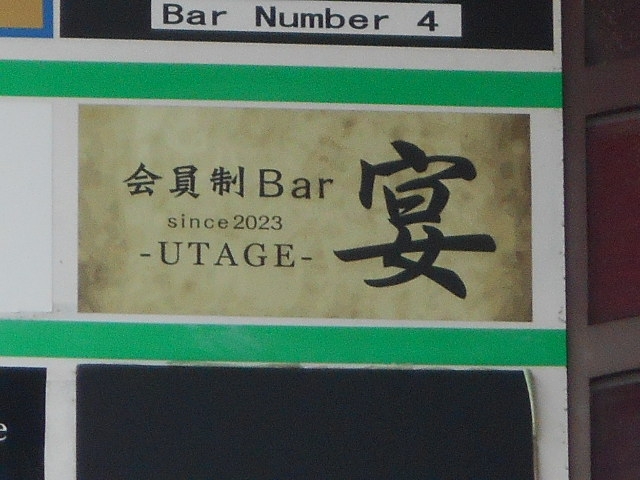 Bar Number 4
会員制Bar
since2023
-UTAGE-
宴
e